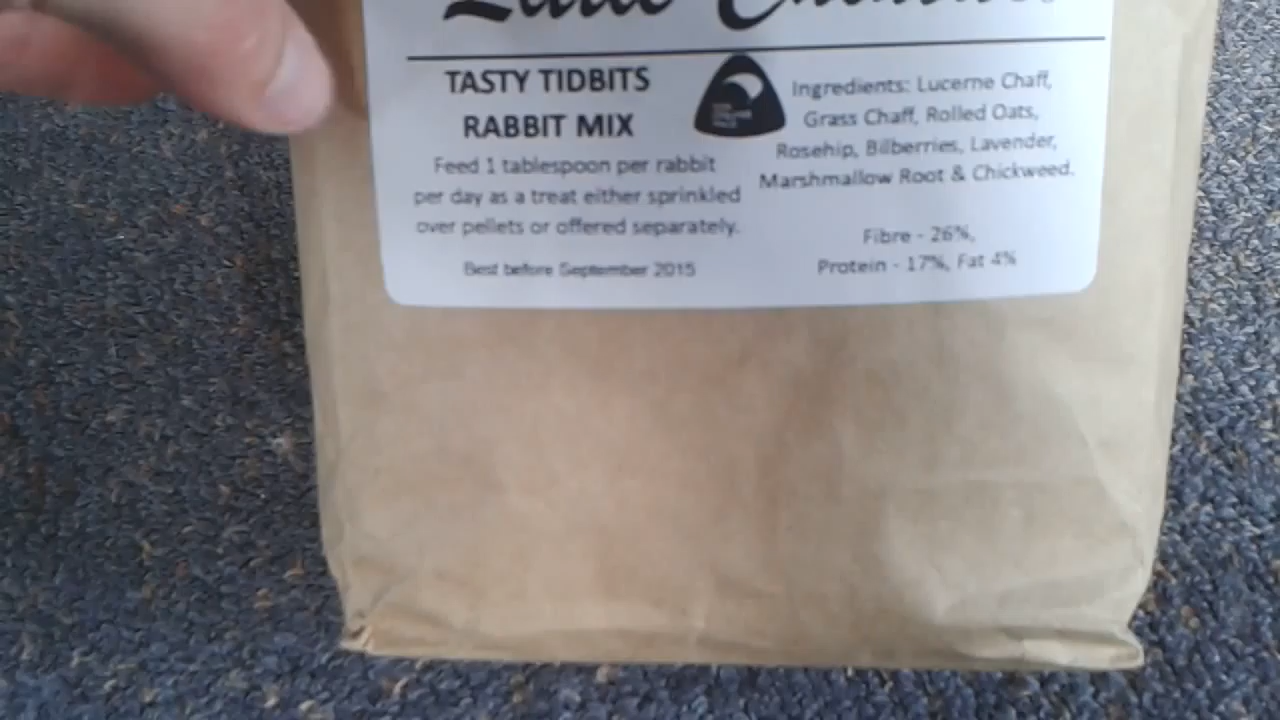 TASTY TIDBITS
RABBIT MIX
Feed 1 tablespoon per rabbit
per day as a treat either sprinkled
over pellets or offered separately.
Best before September 2015
Ingredients: Lucerne Chaff,
Grass Chaff, Rolled Oats,
Rosehip, Bilberries, Lavender,
Marshmallow Root & Chickweed.
Fibre - 26%,
Protein - 17%, Fat 4%